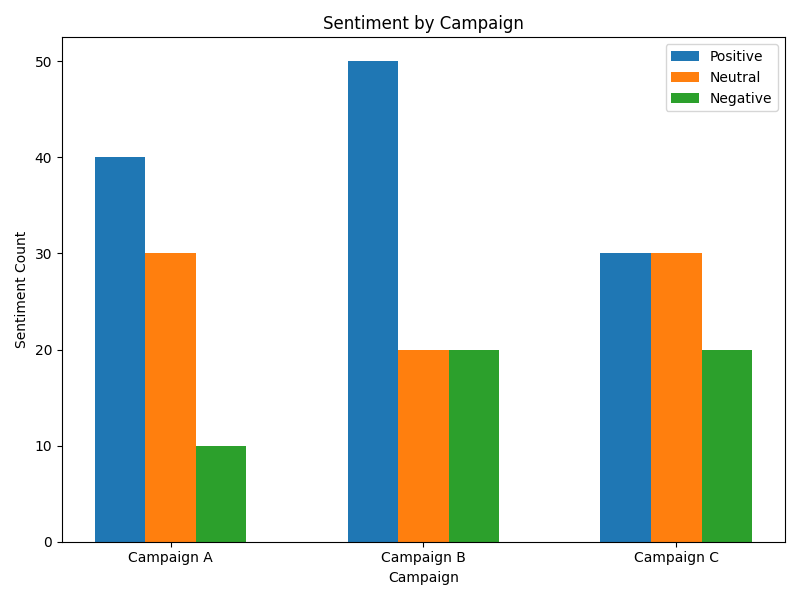 Sentiment by Campaign
Positive
Neutral
Negative
50
40
30
20
10
0
Sentiment Count
Campaign A
Campaign B
Campaign C
Campaign